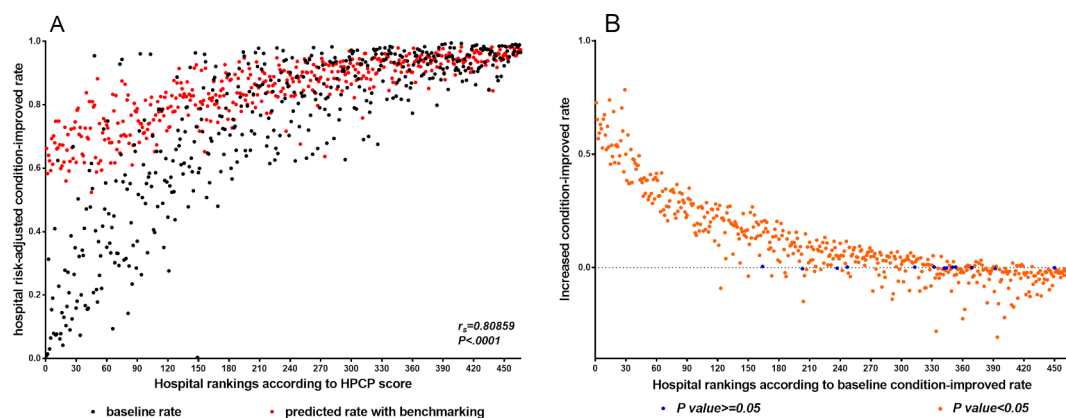 A
hospital risk-adjusted condition-improved rate
1.0
0.8
0.6
0.4
0.2
0.0
0 30 60 90 120 150 180 210 240 270 300 330 360 390 420 450
rs=0.80859
P<.0001
Hospital rankings according to HPCP score
baseline rate predicted rate with benchmarking
B
Increased condition-improved rate
1.0
0.5
0.0
0 30 60 90 120 150 180 210 240 270 300 330 360 390 420 450
Hospital rankings according to baseline condition-improved rate
P value>=0.05 P value<0.05